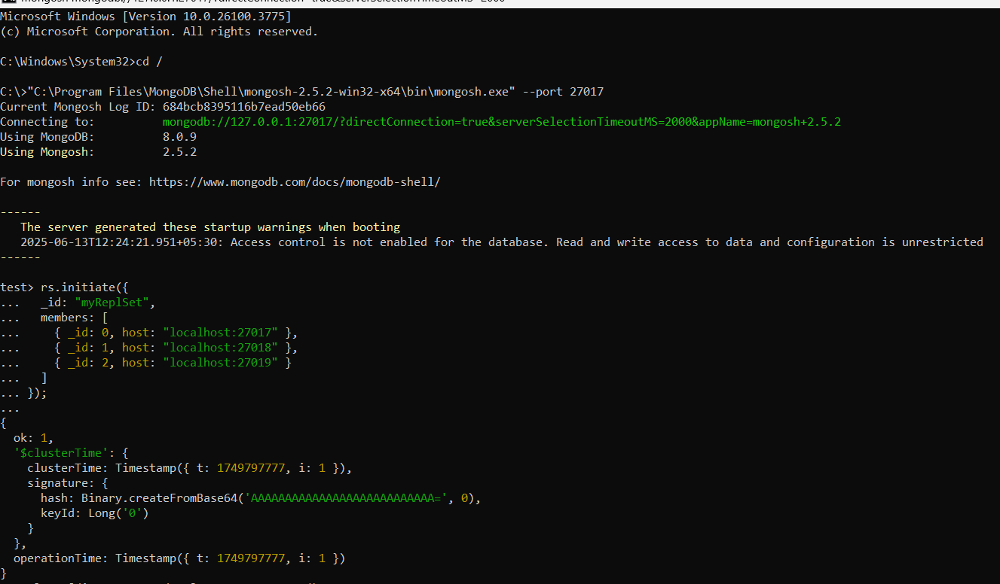 Microsoft Windows [Version 10.0.26100.3775]
(c) Microsoft Corporation. All rights reserved.
C:\Windows\System32>cd /
C:\>"C:\Program Files\MongoDB\Shell\mongosh-2.5.2-win32-x64\bin\mongosh.exe" --port 27017
Current Mongosh Log ID: 684bcb8395116b7ead50eb66
Connecting to: mongodb://127.0.0.1:27017/?directConnection=true&serverSelectionTimeoutMS=2000&appName=mongosh+2.5.2
Using MongoDB: 8.0.9
Using Mongosh: 2.5.2
For mongosh info see: https://www.mongodb.com/docs/mongodb-shell/
------
The server generated these startup warnings when booting
2025-06-13T12:24:21.951+05:30: Access control is not enabled for the database. Read and write access to data and configuration is unrestricted
------
test> rs.initiate({
... _id: "myReplSet",
... members: [
... { _id: 0, host: "localhost:27017" },
... { _id: 1, host: "localhost:27018" },
... { _id: 2, host: "localhost:27019" }
... ]
... });
...
{
ok: 1,
'$clusterTime': {
clusterTime: Timestamp({ t: 1749797777, i: 1 }),
signature: {
hash: Binary.createFromBase64('AAAAAAAAAAAAAAAAAAAAAAAAAAA=', 0),
keyId: Long('0')
}
},
operationTime: Timestamp({ t: 1749797777, i: 1 })
}